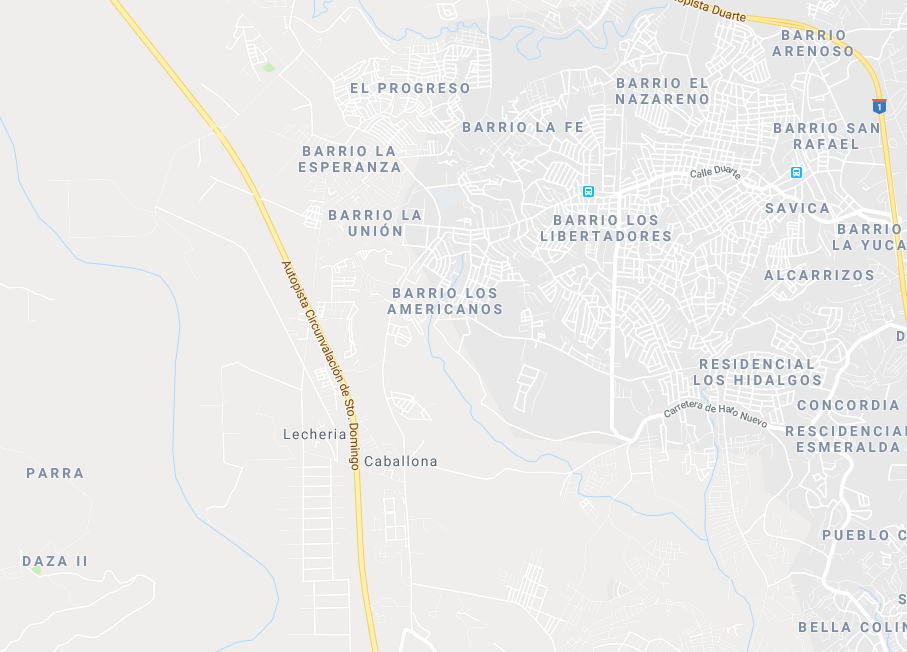 Autopista Duarte
BARRIO
ARENOSO
EL PROGRESO
BARRIO EL
NAZARENO
1
BARRIO LA FE
BARRIO SAN
RAFAEL
BARRIO LA
ESPERANZA
Calle Duarte
SAVICA
BARRIO LA
UNIÓN
BARRIO LOS
LIBERTADORES
BARRIO
LA YUCA
ALCARRIZOS
Autopista Circunvalación de Sto. Domingo
BARRIO LOS
AMERICANOS
D
RESIDENCIAL
LOS HIDALGOS
Carretera de Hato Nuevo
CONCORDIA
Lecheria
RESCIDENCIAL
ESMERALDA
Caballona
PARRA
PUEBLO C
DAZA II
S
BELLA COLIN